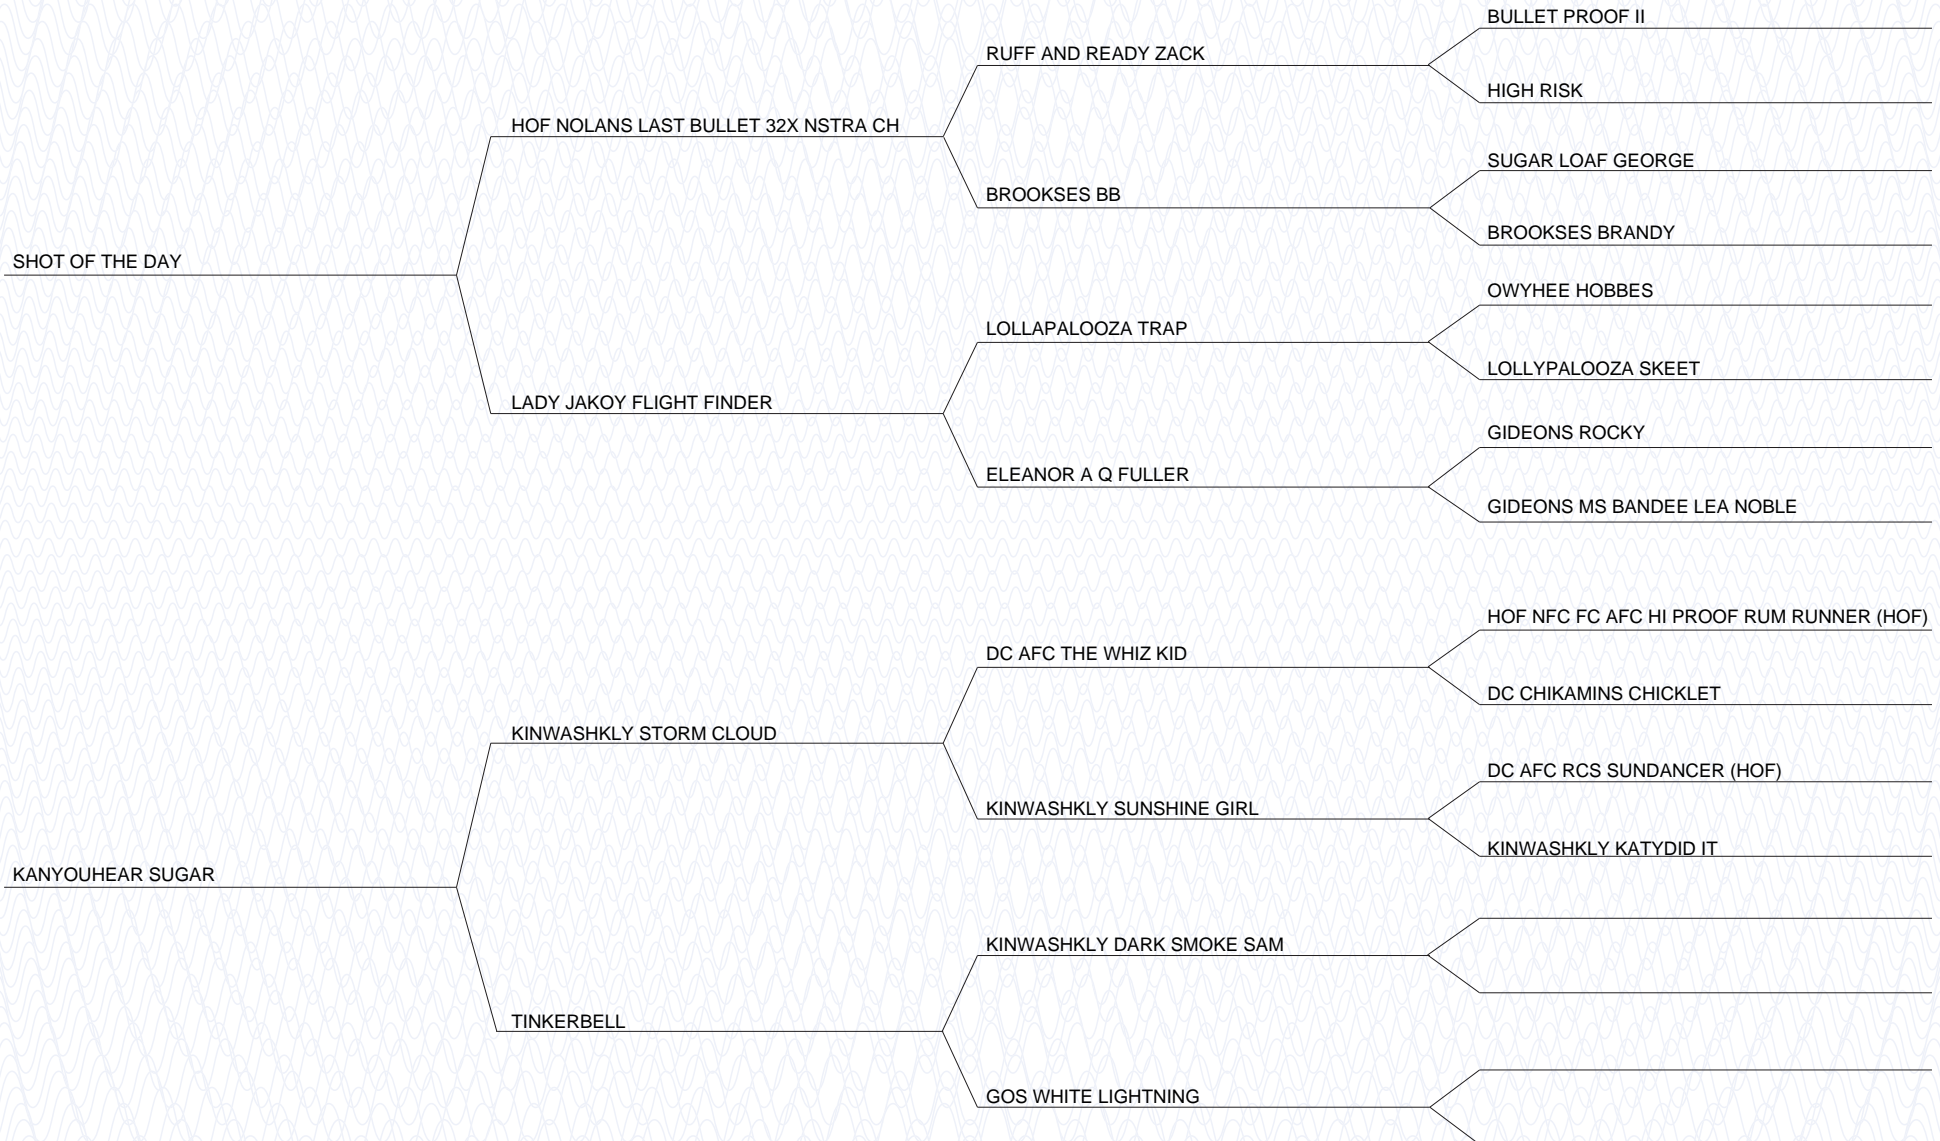 BULLET PROOF II
RUFF AND READY ZACK
HIGH RISK
HOF NOLANS LAST BULLET 32X NSTRA CH
SUGAR LOAF GEORGE
BROOKSES BB
BROOKSES BRANDY
SHOT OF THE DAY
OWYHEE HOBBES
LOLLAPALOOZA TRAP
LOLLYPALOOZA SKEET
LADY JAKOY FLIGHT FINDER
GIDEONS ROCKY
ELEANOR A Q FULLER
GIDEONS MS BANDEE LEA NOBLE
HOF NFC FC AFC HI PROOF RUM RUNNER (HOF)
DC AFC THE WHIZ KID
DC CHIKAMINS CHICKLET
KINWASHKLY STORM CLOUD
DC AFC RCS SUNDANCER (HOF)
KINWASHKLY SUNSHINE GIRL
KINWASHKLY KATYDID IT
KANYOUHEAR SUGAR
KINWASHKLY DARK SMOKE SAM
TINKERBELL
GOS WHITE LIGHTNING